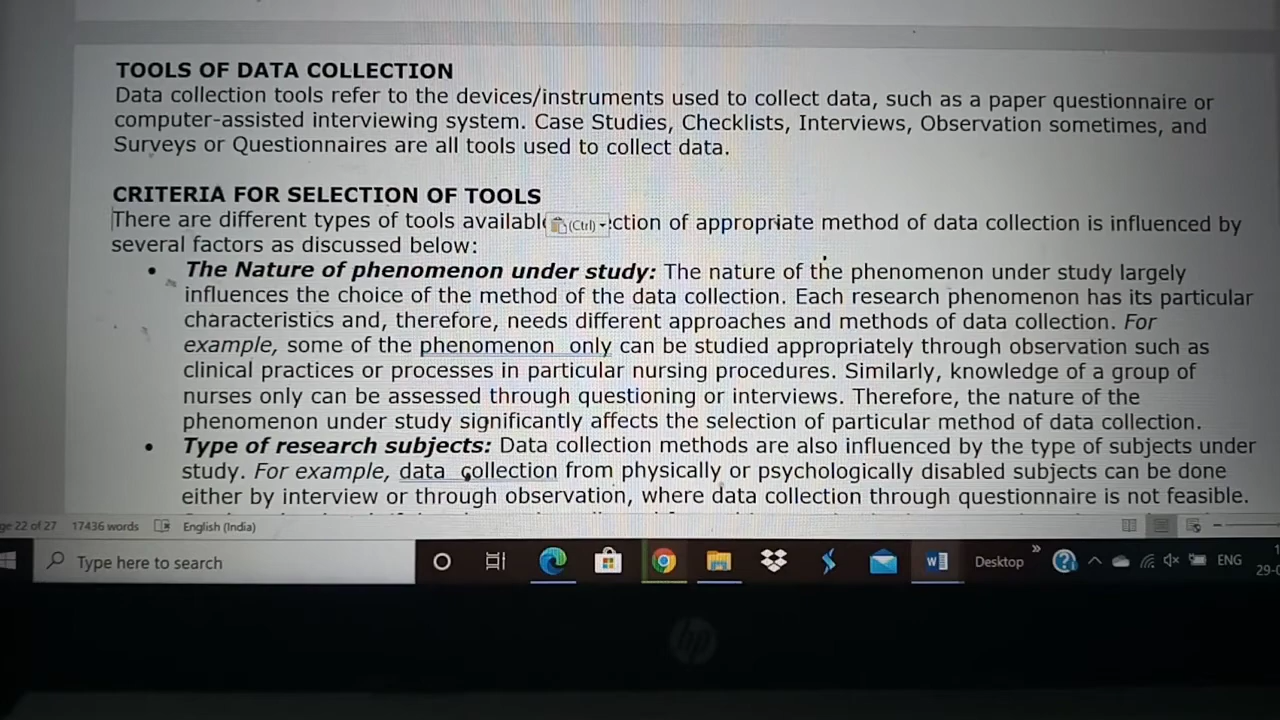 TOOLS OF DATA COLLECTION
Data collection tools refer to the devices/instruments used to collect data, such as a paper questionnaire or
computer-assisted interviewing system. Case Studies, Checklists, Interviews, Observation sometimes, and
Surveys or Questionnaires are all tools used to collect data.
CRITERIA FOR SELECTION OF TOOLS
There are different types of tools availabl (Ctrl) ction of appropriate method of data collection is influenced by
several factors as discussed below:
• The Nature of phenomenon under study: The nature of the phenomenon under study largely
influences the choice of the method of the data collection. Each research phenomenon has its particular
characteristics and, therefore, needs different approaches and methods of data collection. For
example, some of the phenomenon only can be studied appropriately through observation such as
clinical practices or processes in particular nursing procedures. Similarly, knowledge of a group of
nurses only can be assessed through questioning or interviews. Therefore, the nature of the
phenomenon under study significantly affects the selection of particular method of data collection.
• Type of research subjects: Data collection methods are also influenced by the type of subjects under
study. For example, data collection from physically or psychologically disabled subjects can be done
either by interview or through observation, where data collection through questionnaire is not feasible.
ge 22 of 27 17436 words English (India)
Type here to search Desktop ENG
29-
hp